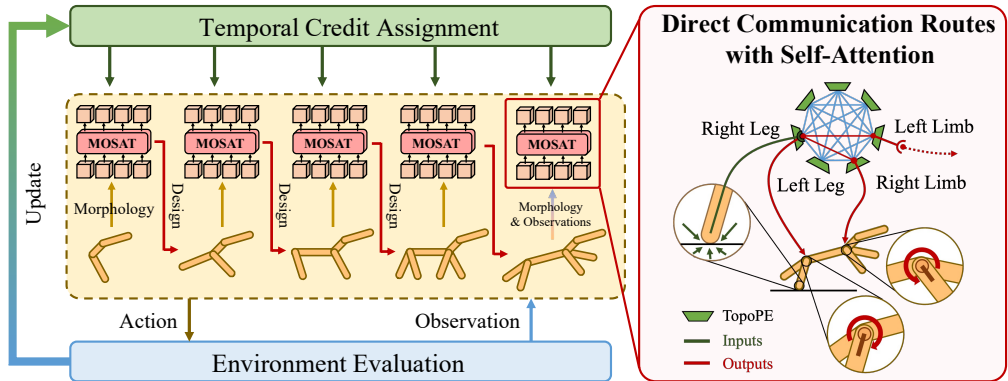 Temporal Credit Assignment
Update
MOSAT
MOSAT
MOSAT
MOSAT
MOSAT
Morphology
Design
Design
Design
Design
Morphology
& Observations
Action
Observation
Environment Evaluation
Direct Communication Routes
with Self-Attention
Right Leg
Left Limb
Left Leg
Right Limb
TopoPE
Inputs
Outputs